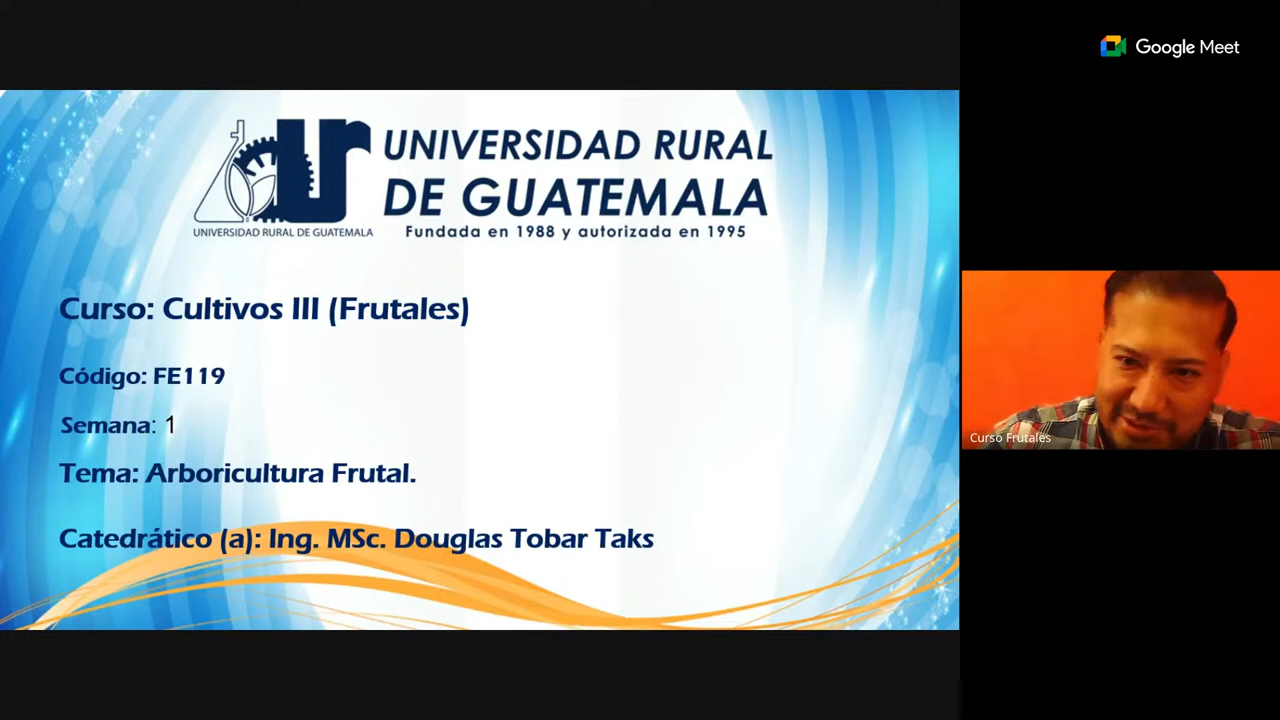 Google Meet
UNIVERSIDAD RURAL
DE GUATEMALA
Fundada en 1988 y autorizada en 1995
ur
UNIVERSIDAD RURAL DE GUATEMALA
Curso: Cultivos III (Frutales)
Código: FE119
Semana: 1
Tema: Arboricultura Frutal.
Catedrático (a): Ing. MSc. Douglas Tobar Taks
Curso Frutales